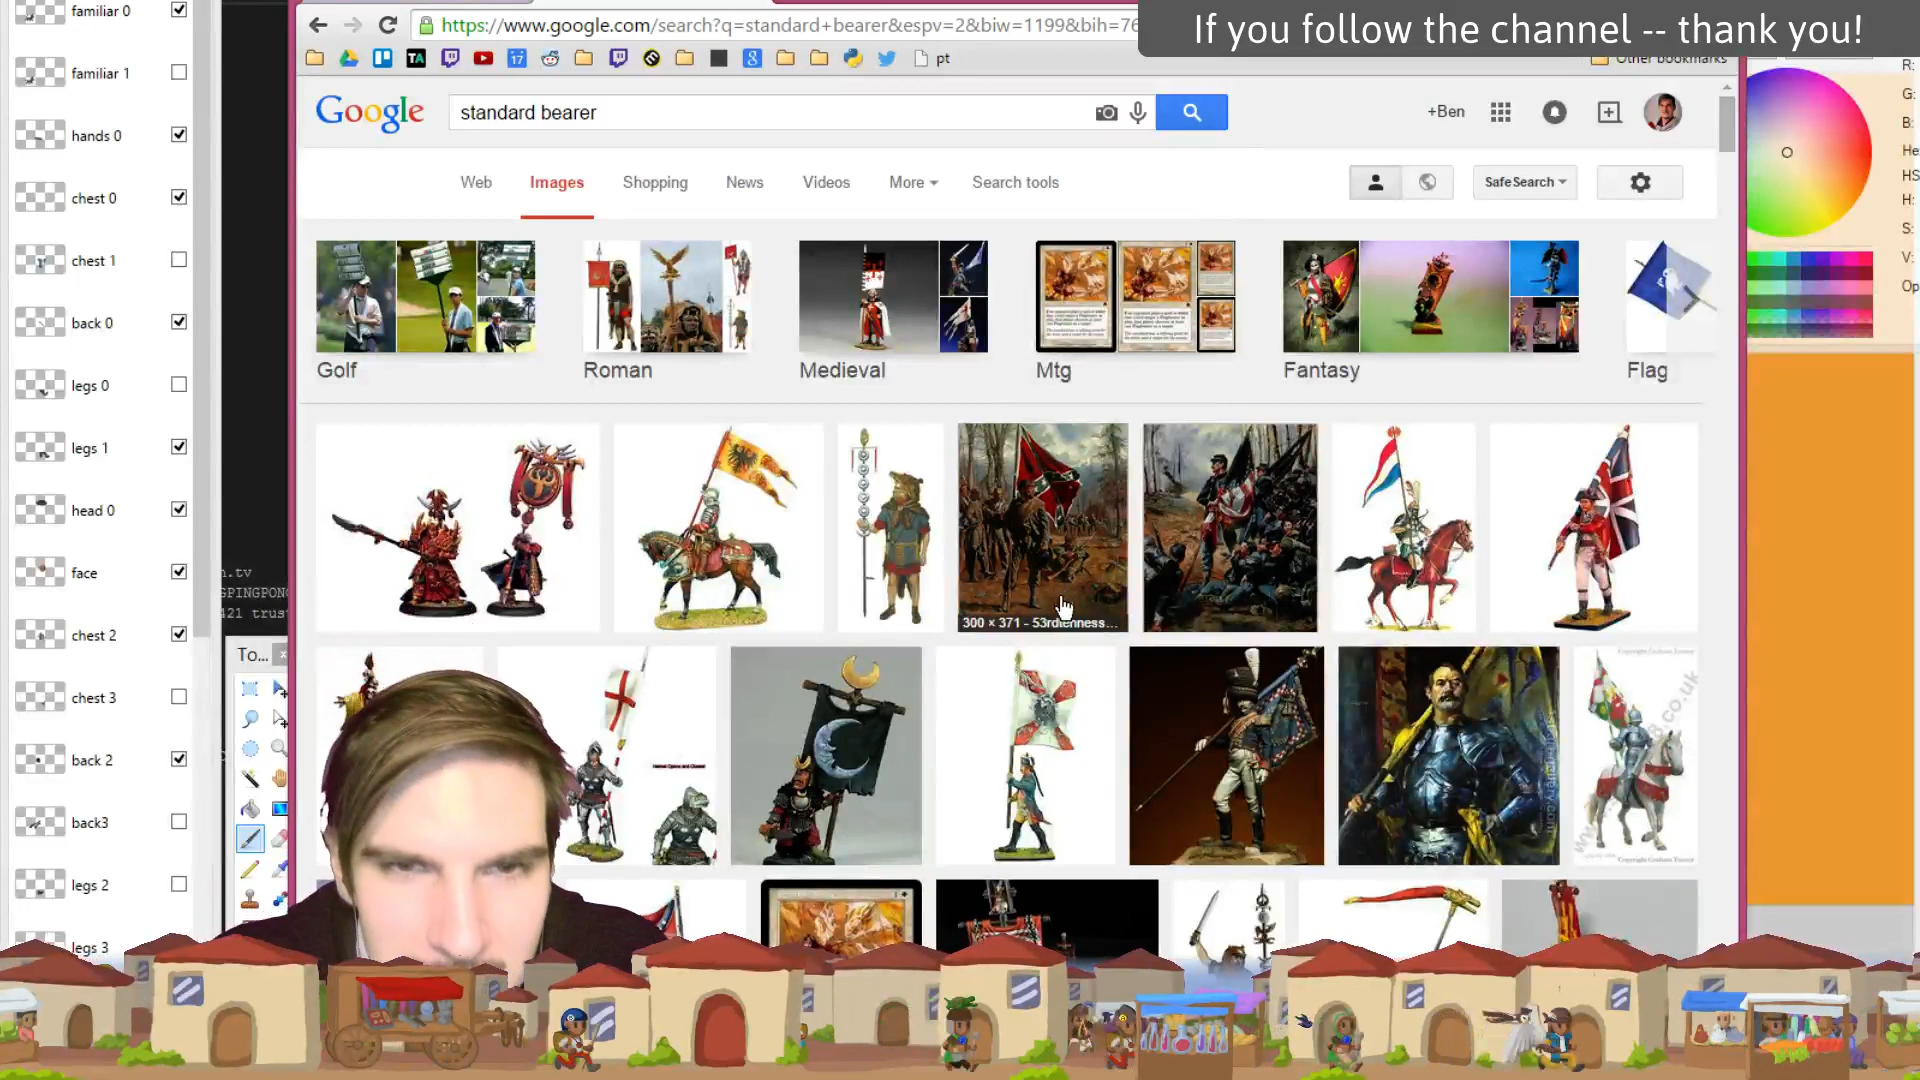 If you follow the channel -- thank you!
familiar 0
familiar 1
hands 0
chest 0
chest 1
back 0
legs 0
legs 1
head 0
face
chest 2
chest 3
back 2
back3
legs 2
legs 3
n.tv
421 trust
To...
https://www.google.com/search?q=standard+bearer&espv=2&biw=1199&bih=76
pt
Other bookmarks
Google
standard bearer
+Ben
Web
Images
Shopping
News
Videos
More
Search tools
SafeSearch
Golf
Roman
Medieval
Mtg
Fantasy
Flag
300 × 371 - 53rdtenness...
R:
G:
B:
He
HS
H:
S:
V:
Op